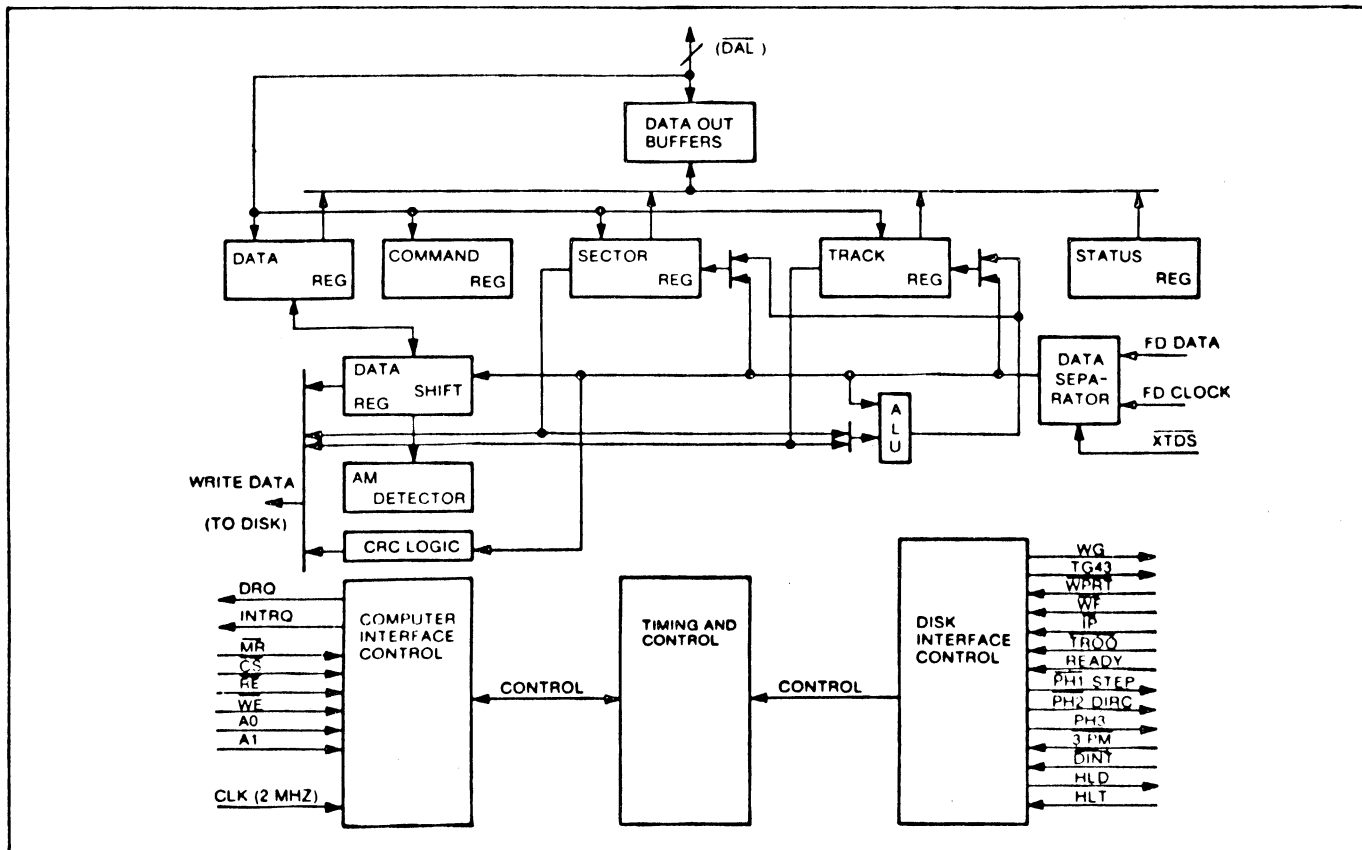 (DAL)
DATA OUT
BUFFERS
DATA
REG
COMMAND
REG
SECTOR
REG
TRACK
REG
STATUS
REG
DATA
SHIFT
REG
DATA
SEPA-
RATOR
FD DATA
FD CLOCK
XTDS
ALU
AM
DETECTOR
WRITE DATA
(TO DISK)
CRC LOGIC
DRQ
INTRQ
MR
CS
RE
WE
A0
A1
CLK (2 MHZ)
COMPUTER
INTERFACE
CONTROL
CONTROL
TIMING AND
CONTROL
CONTROL
DISK
INTERFACE
CONTROL
WG
TG43
WPRT
WF
IP
TROO
READY
PH1 STEP
PH2 DIRC
PH3
3 PM
DINT
HLD
HLT